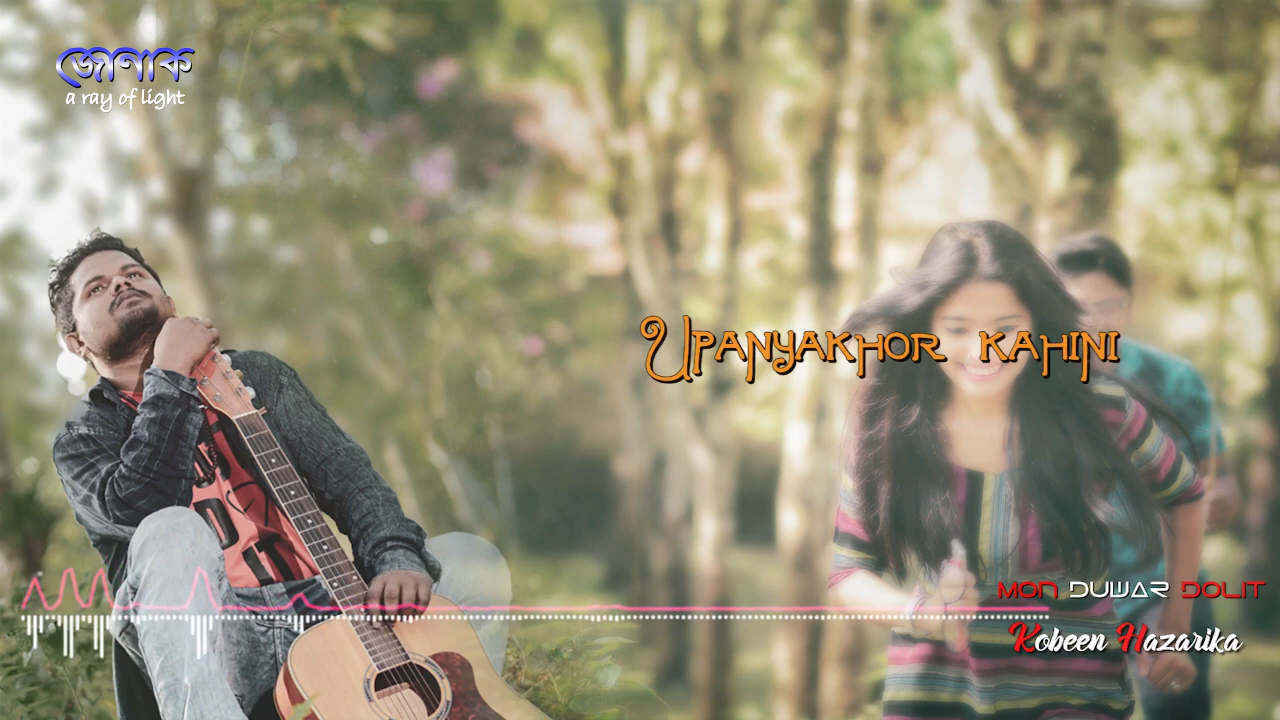 জোনাক
a ray of light
Upanyakhor kahini
MON DUWAR DOLIT
Kobeen Hazarika